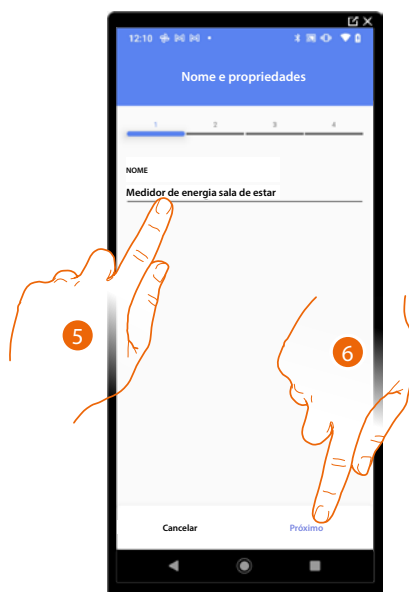 12:10
Nome e propriedades
1 2 3 4
NOME
Medidor de energia sala de estar
5
6
Cancelar Próximo